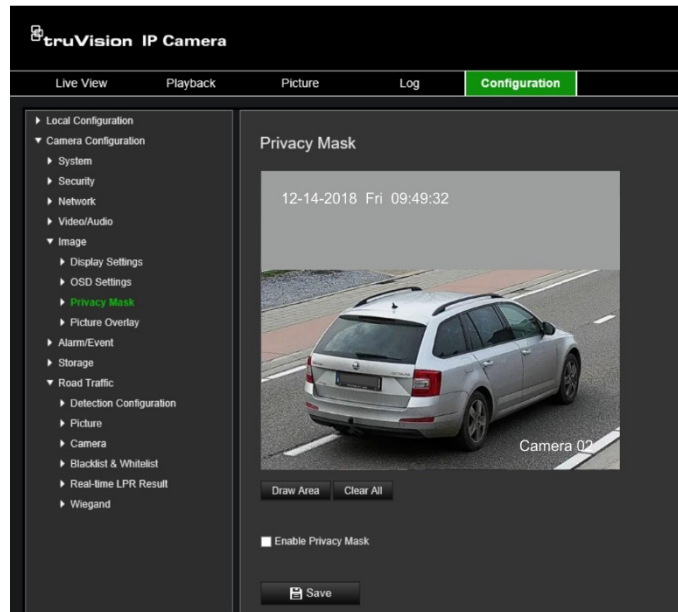 truVision IP Camera
Live View Playback Picture Log Configuration
Local Configuration
Camera Configuration
System
Security
Network
Video/Audio
Image
Display Settings
OSD Settings
Privacy Mask
Picture Overlay
Alarm/Event
Storage
Road Traffic
Detection Configuration
Picture
Camera
Blacklist & Whitelist
Real-time LPR Result
Wiegand
Privacy Mask
12-14-2018 Fri 09:49:32
Camera 02
Draw Area Clear All
Enable Privacy Mask
Save